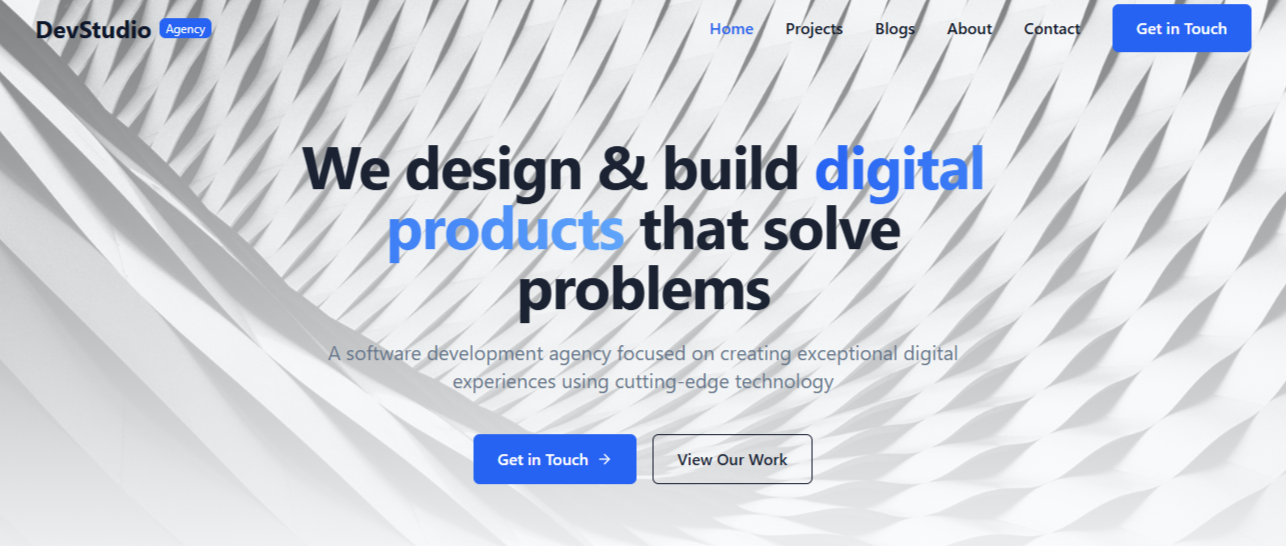 DevStudio Agency Home Projects Blogs About Contact Get in Touch
We design & build digital
products that solve
problems
A software development agency focused on creating exceptional digital
experiences using cutting-edge technology
Get in Touch → View Our Work